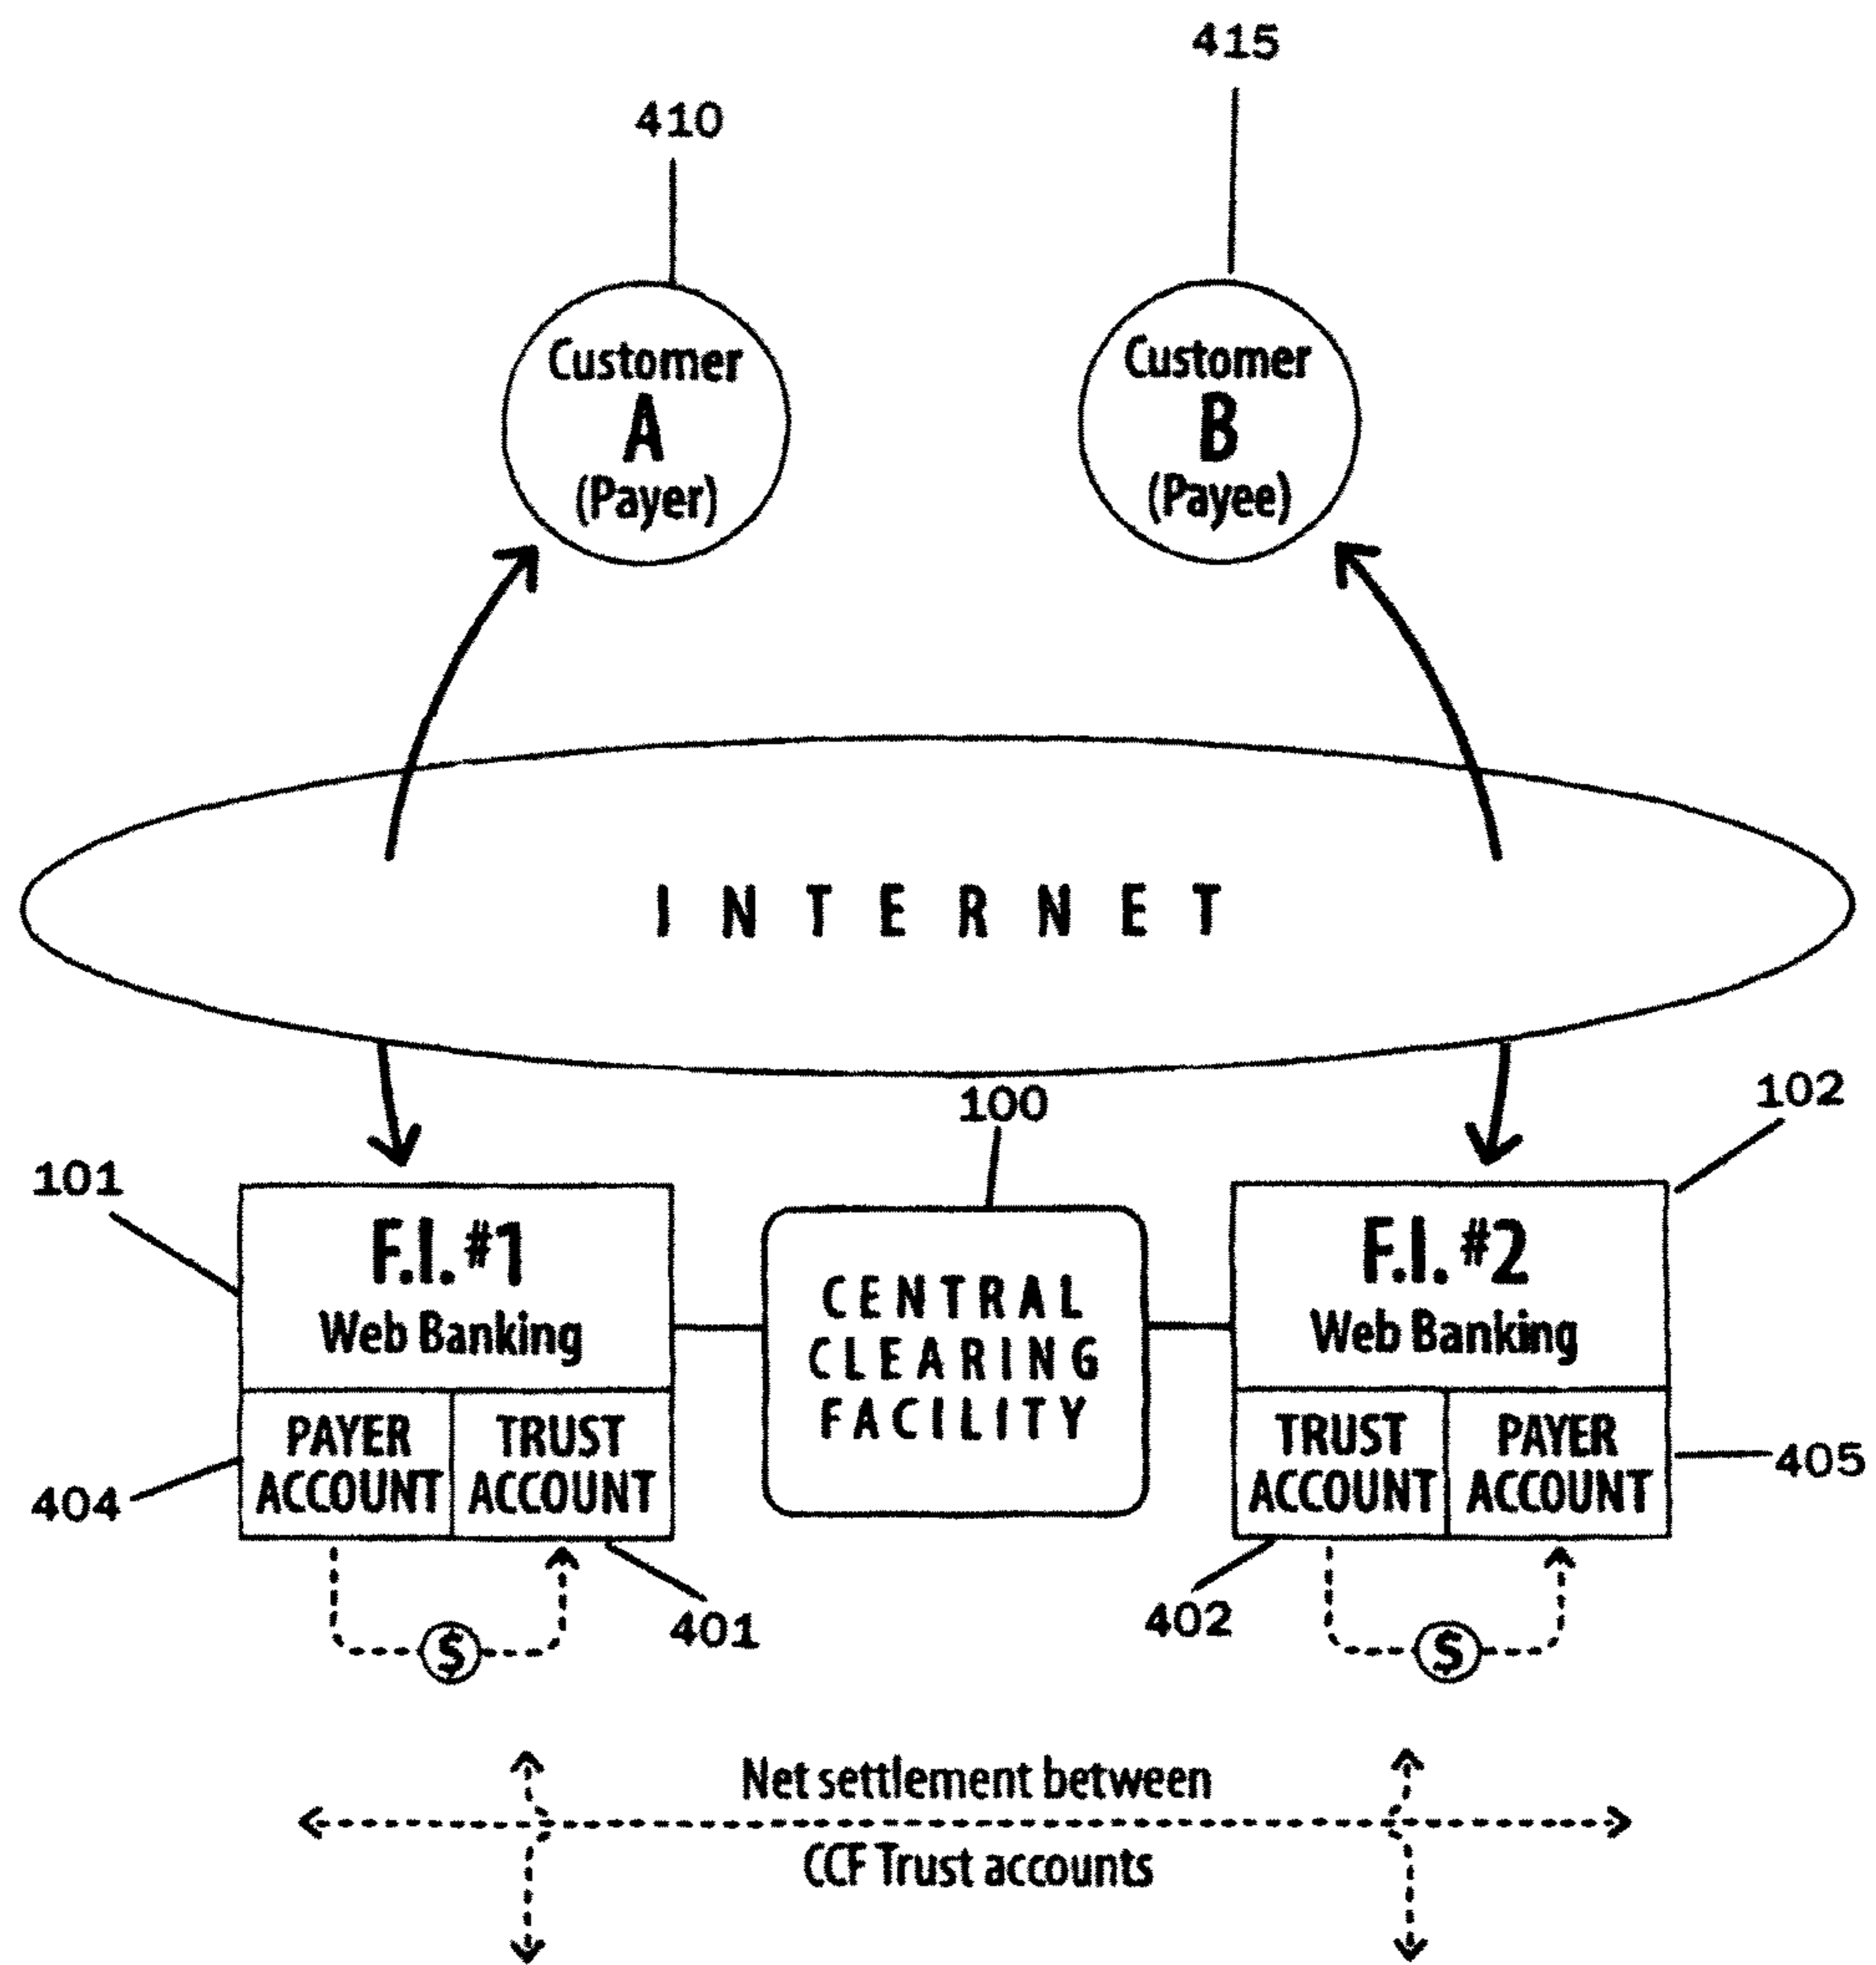 415
410
Customer
A
(Payer)
Customer
B
(Payee)
INTERNET
100
102
101
F.I. #1
Web Banking
CENTRAL
CLEARING
FACILITY
F.I. #2
Web Banking
PAYER
ACCOUNT
TRUST
ACCOUNT
TRUST
ACCOUNT
PAYER
ACCOUNT
404
405
401
402
$
$
Net settlement between
CCF Trust accounts